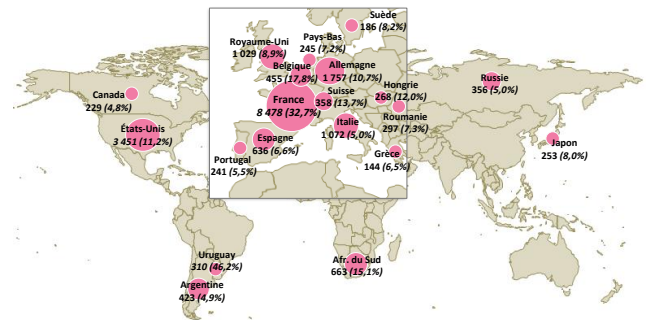 Suède
186 (8,2%)
Royaume-Uni
1 029 (8,9%)
Pays-Bas
245 (7,2%)
Belgique
455 (17,8%)
Allemagne
1 757 (10,7%)
Suisse
358 (13,7%)
Hongrie
268 (12,0%)
Roumanie
297 (7,3%)
France
8 478 (32,7%)
Italie
1 072 (5,0%)
Espagne
636 (6,6%)
Portugal
241 (5,5%)
Grèce
144 (6,5%)
Canada
229 (4,8%)
États-Unis
3 451 (11,2%)
Russie
356 (5,0%)
Japon
253 (8,0%)
Uruguay
310 (46,2%)
Argentine
423 (4,9%)
Afr. du Sud
663 (15,1%)